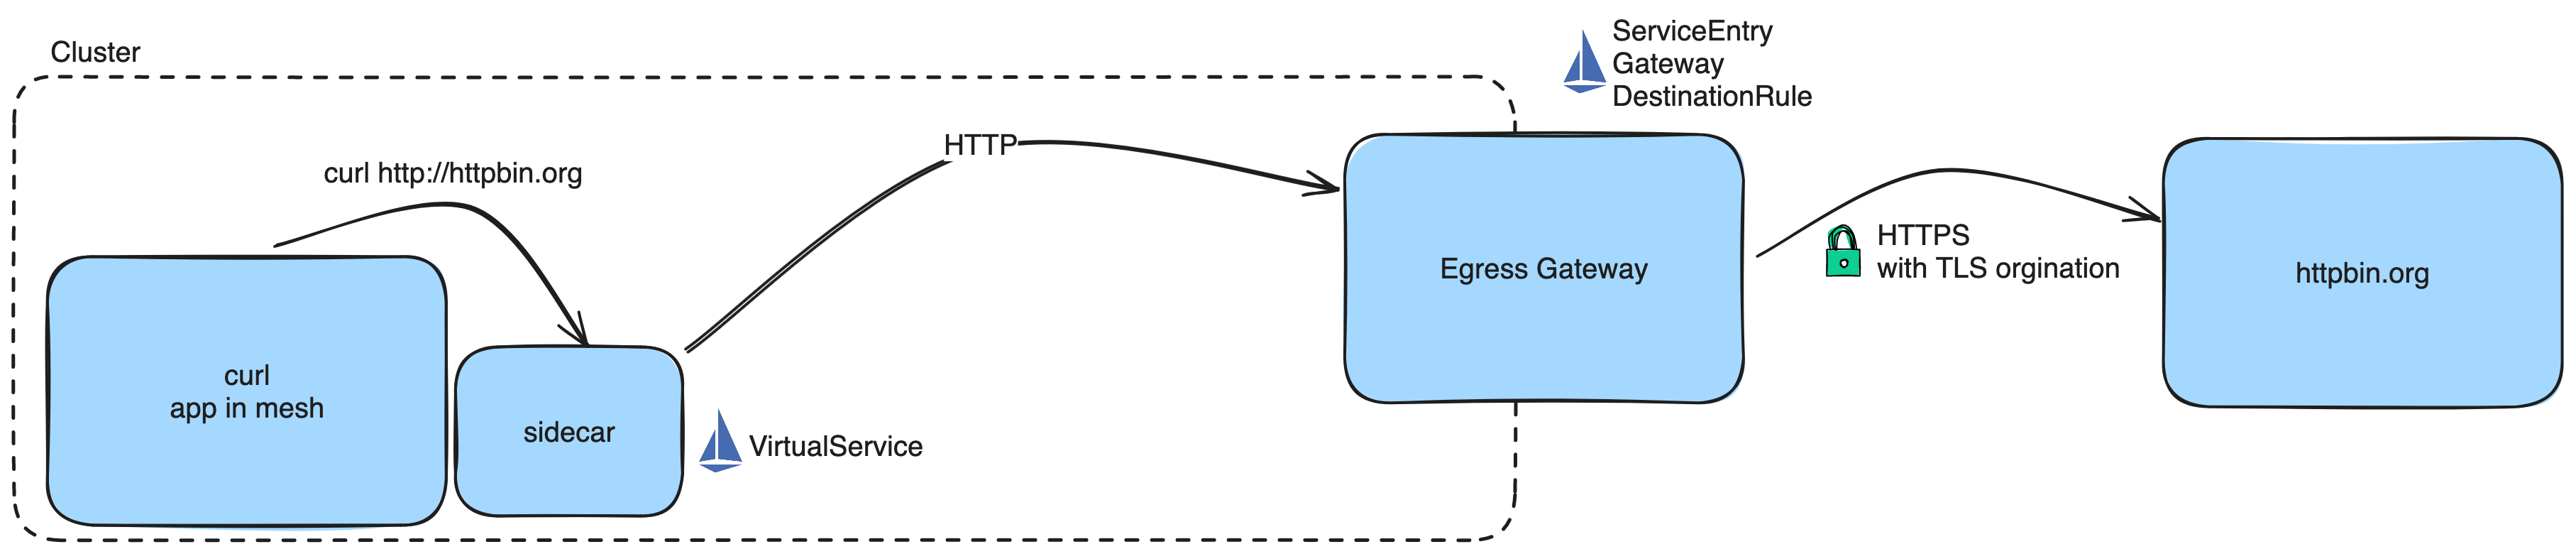 Cluster
ServiceEntry
Gateway
DestinationRule
curl http://httpbin.org
HTTP
curl
app in mesh
sidecar
VirtualService
Egress Gateway
HTTPS
with TLS orgination
httpbin.org